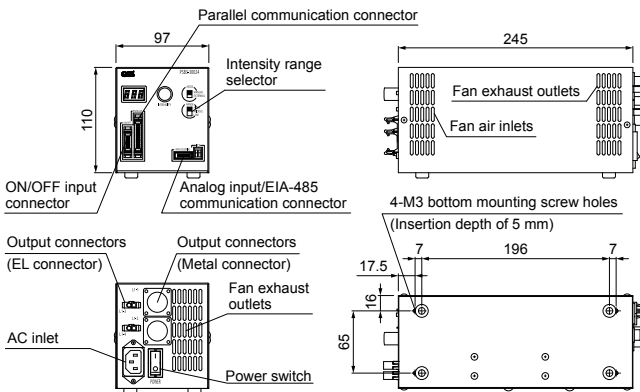 Parallel communication connector
97
Intensity range
selector
110
ON/OFF input
connector
Analog input/EIA-485
communication connector
245
Fan exhaust outlets
Fan air inlets
4-M3 bottom mounting screw holes
(Insertion depth of 5 mm)
Output connectors
(EL connector)
Output connectors
(Metal connector)
Fan exhaust
outlets
AC inlet
Power switch
POWER
7
196
7
17.5
16
65